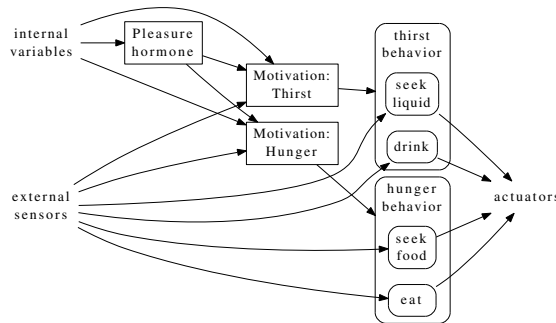 internal
variables
Pleasure
hormone
Motivation:
Thirst
Motivation:
Hunger
thirst
behavior
seek
liquid
drink
external
sensors
hunger
behavior
seek
food
eat
actuators